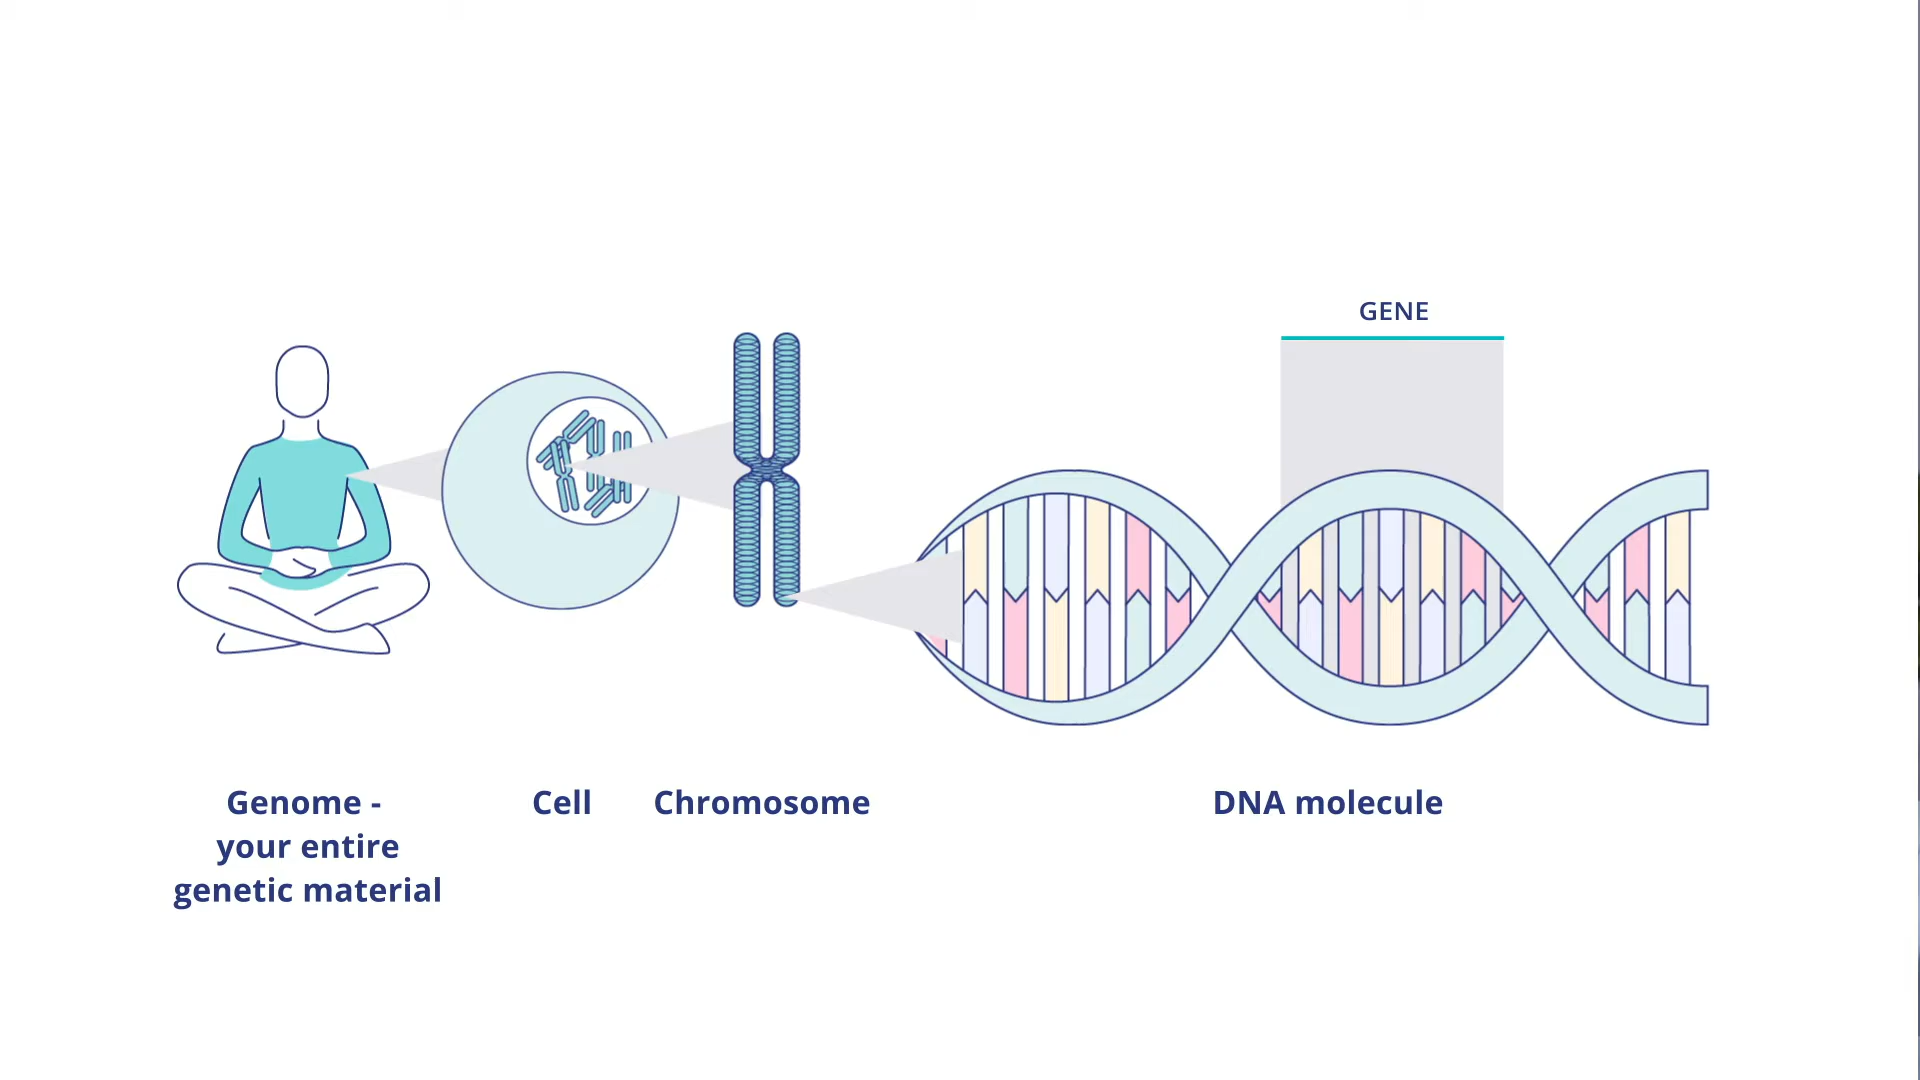 GENE
Genome -
your entire
genetic material
Cell
Chromosome
DNA molecule